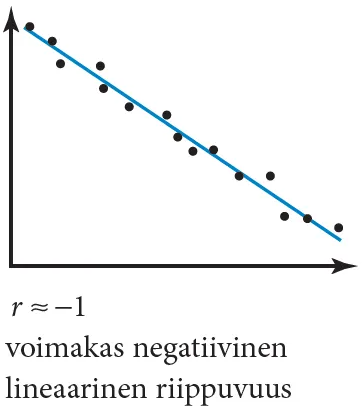 r ≈ −1
voimakas negatiivinen
lineaarinen riippuvuus